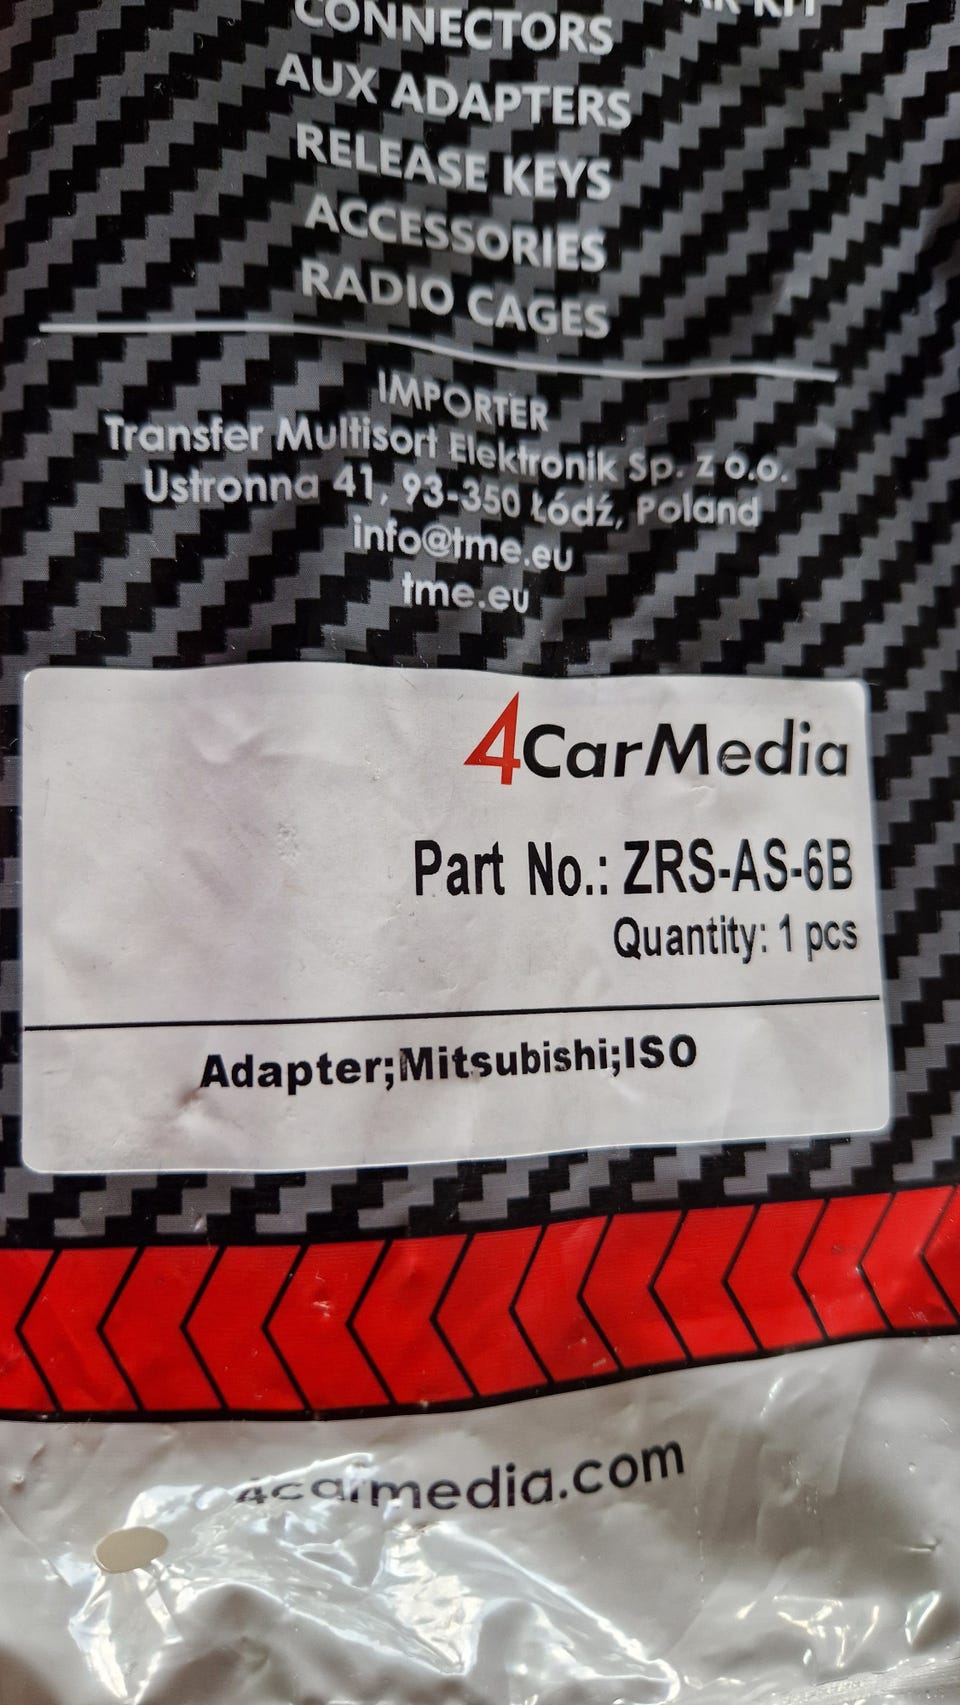 KIT
CONNECTORS
AUX ADAPTERS
RELEASE KEYS
ACCESSORIES
RADIO CAGES
IMPORTER
Transfer Multisort Elektronik Sp. z o.o.
Ustronna 41, 93-350 Łódź, Poland
info@tme.eu
tme.eu
4CarMedia
Part No.: ZRS-AS-6B
Quantity: 1 pcs
Adapter;Mitsubishi;ISO
4carmedia.com